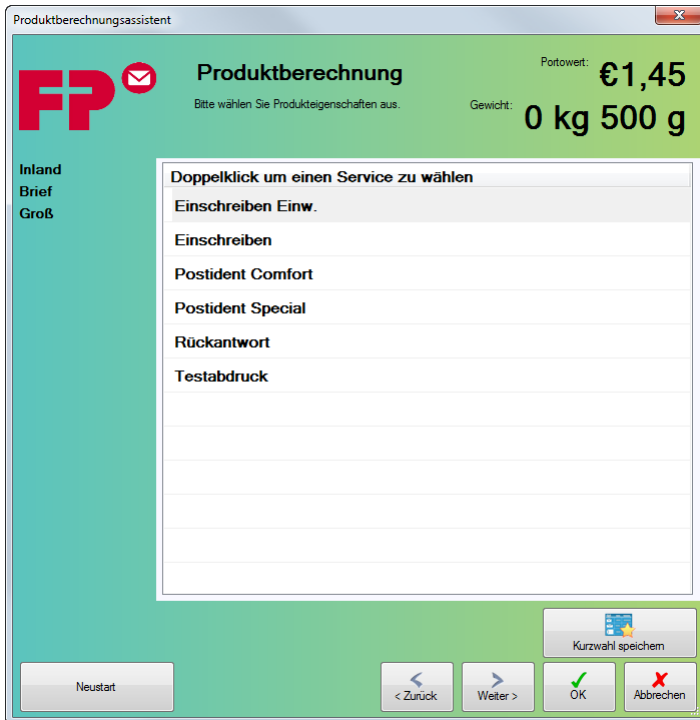 Produktberechnungsassistent
FP
Produktberechnung
Bitte wählen Sie Produkteigenschaften aus.
Portowert: €1,45
Gewicht: 0 kg 500 g
Inland
Brief
Groß
Doppelklick um einen Service zu wählen
Einschreiben Einw.
Einschreiben
Postident Comfort
Postident Special
Rückantwort
Testabdruck
Kurzwahl speichern
Neustart
< Zurück
Weiter >
OK
Abbrechen